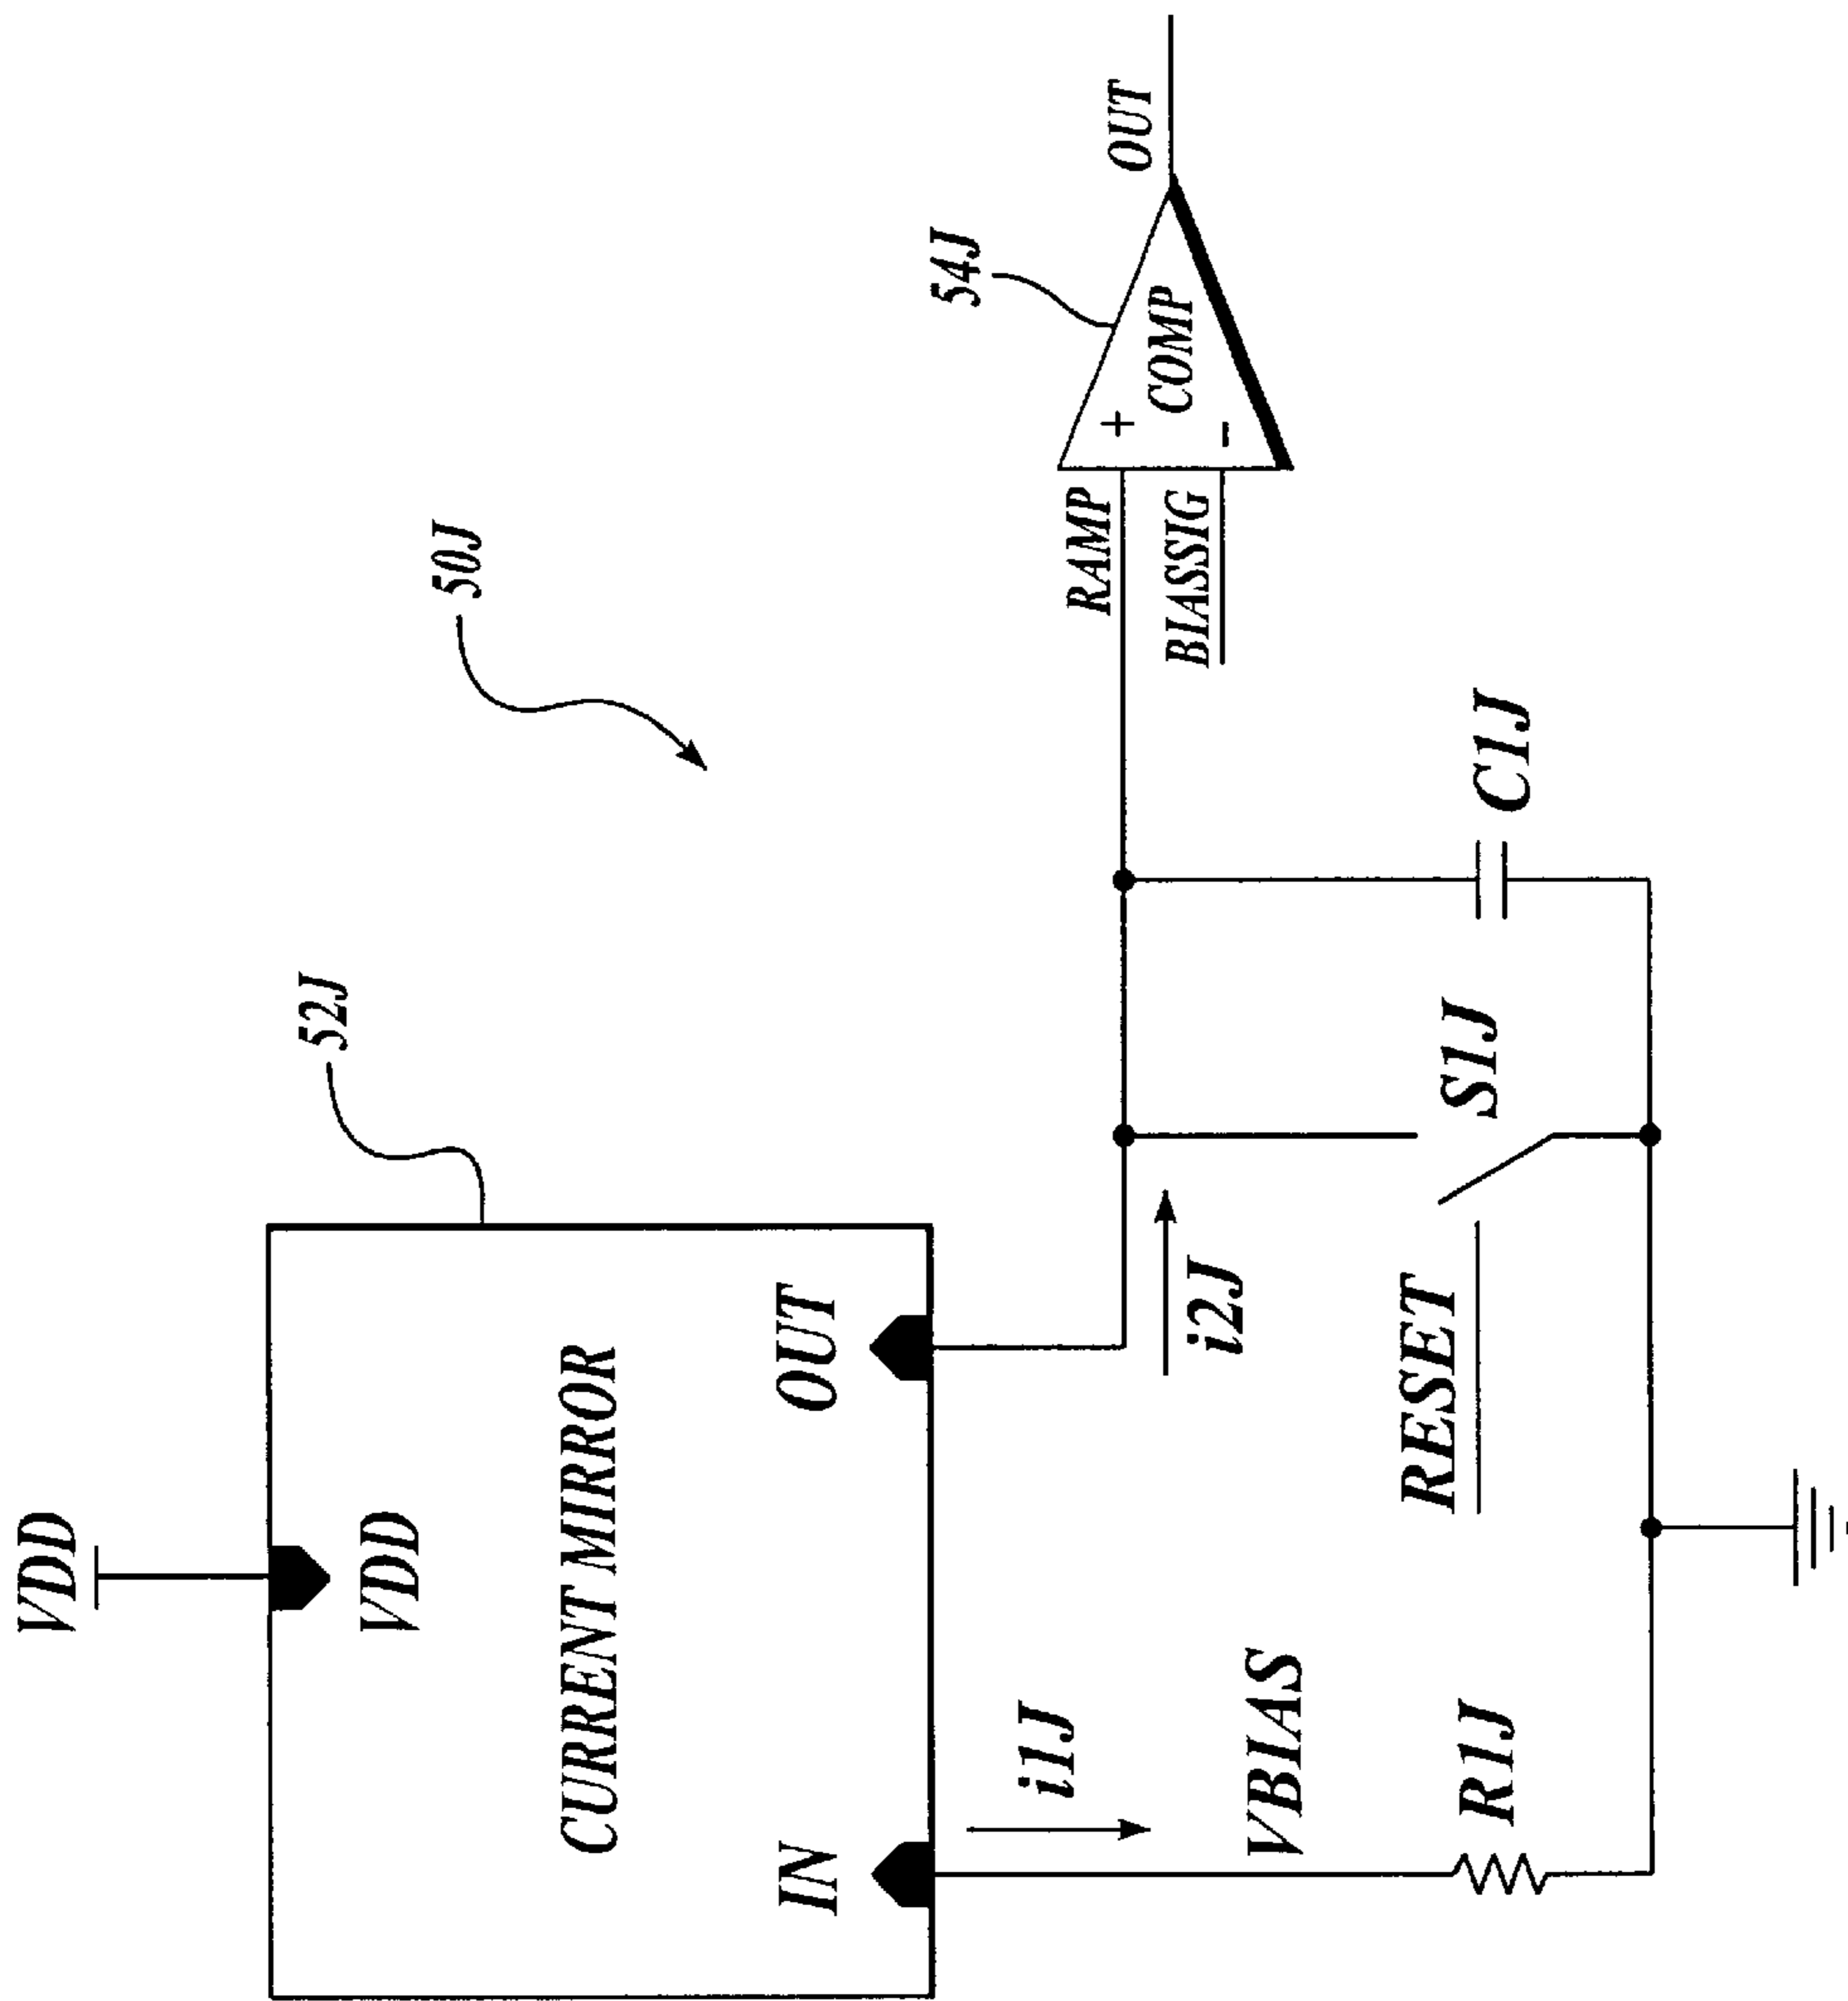 VDD
VDD
52J
50J
CURRENT MIRROR
IN
OUT
54J
i1J
i2J
RAMP
+
COMP
OUT
BIASSIG
-
VBIAS
RESET
R1J
S1J
C1J